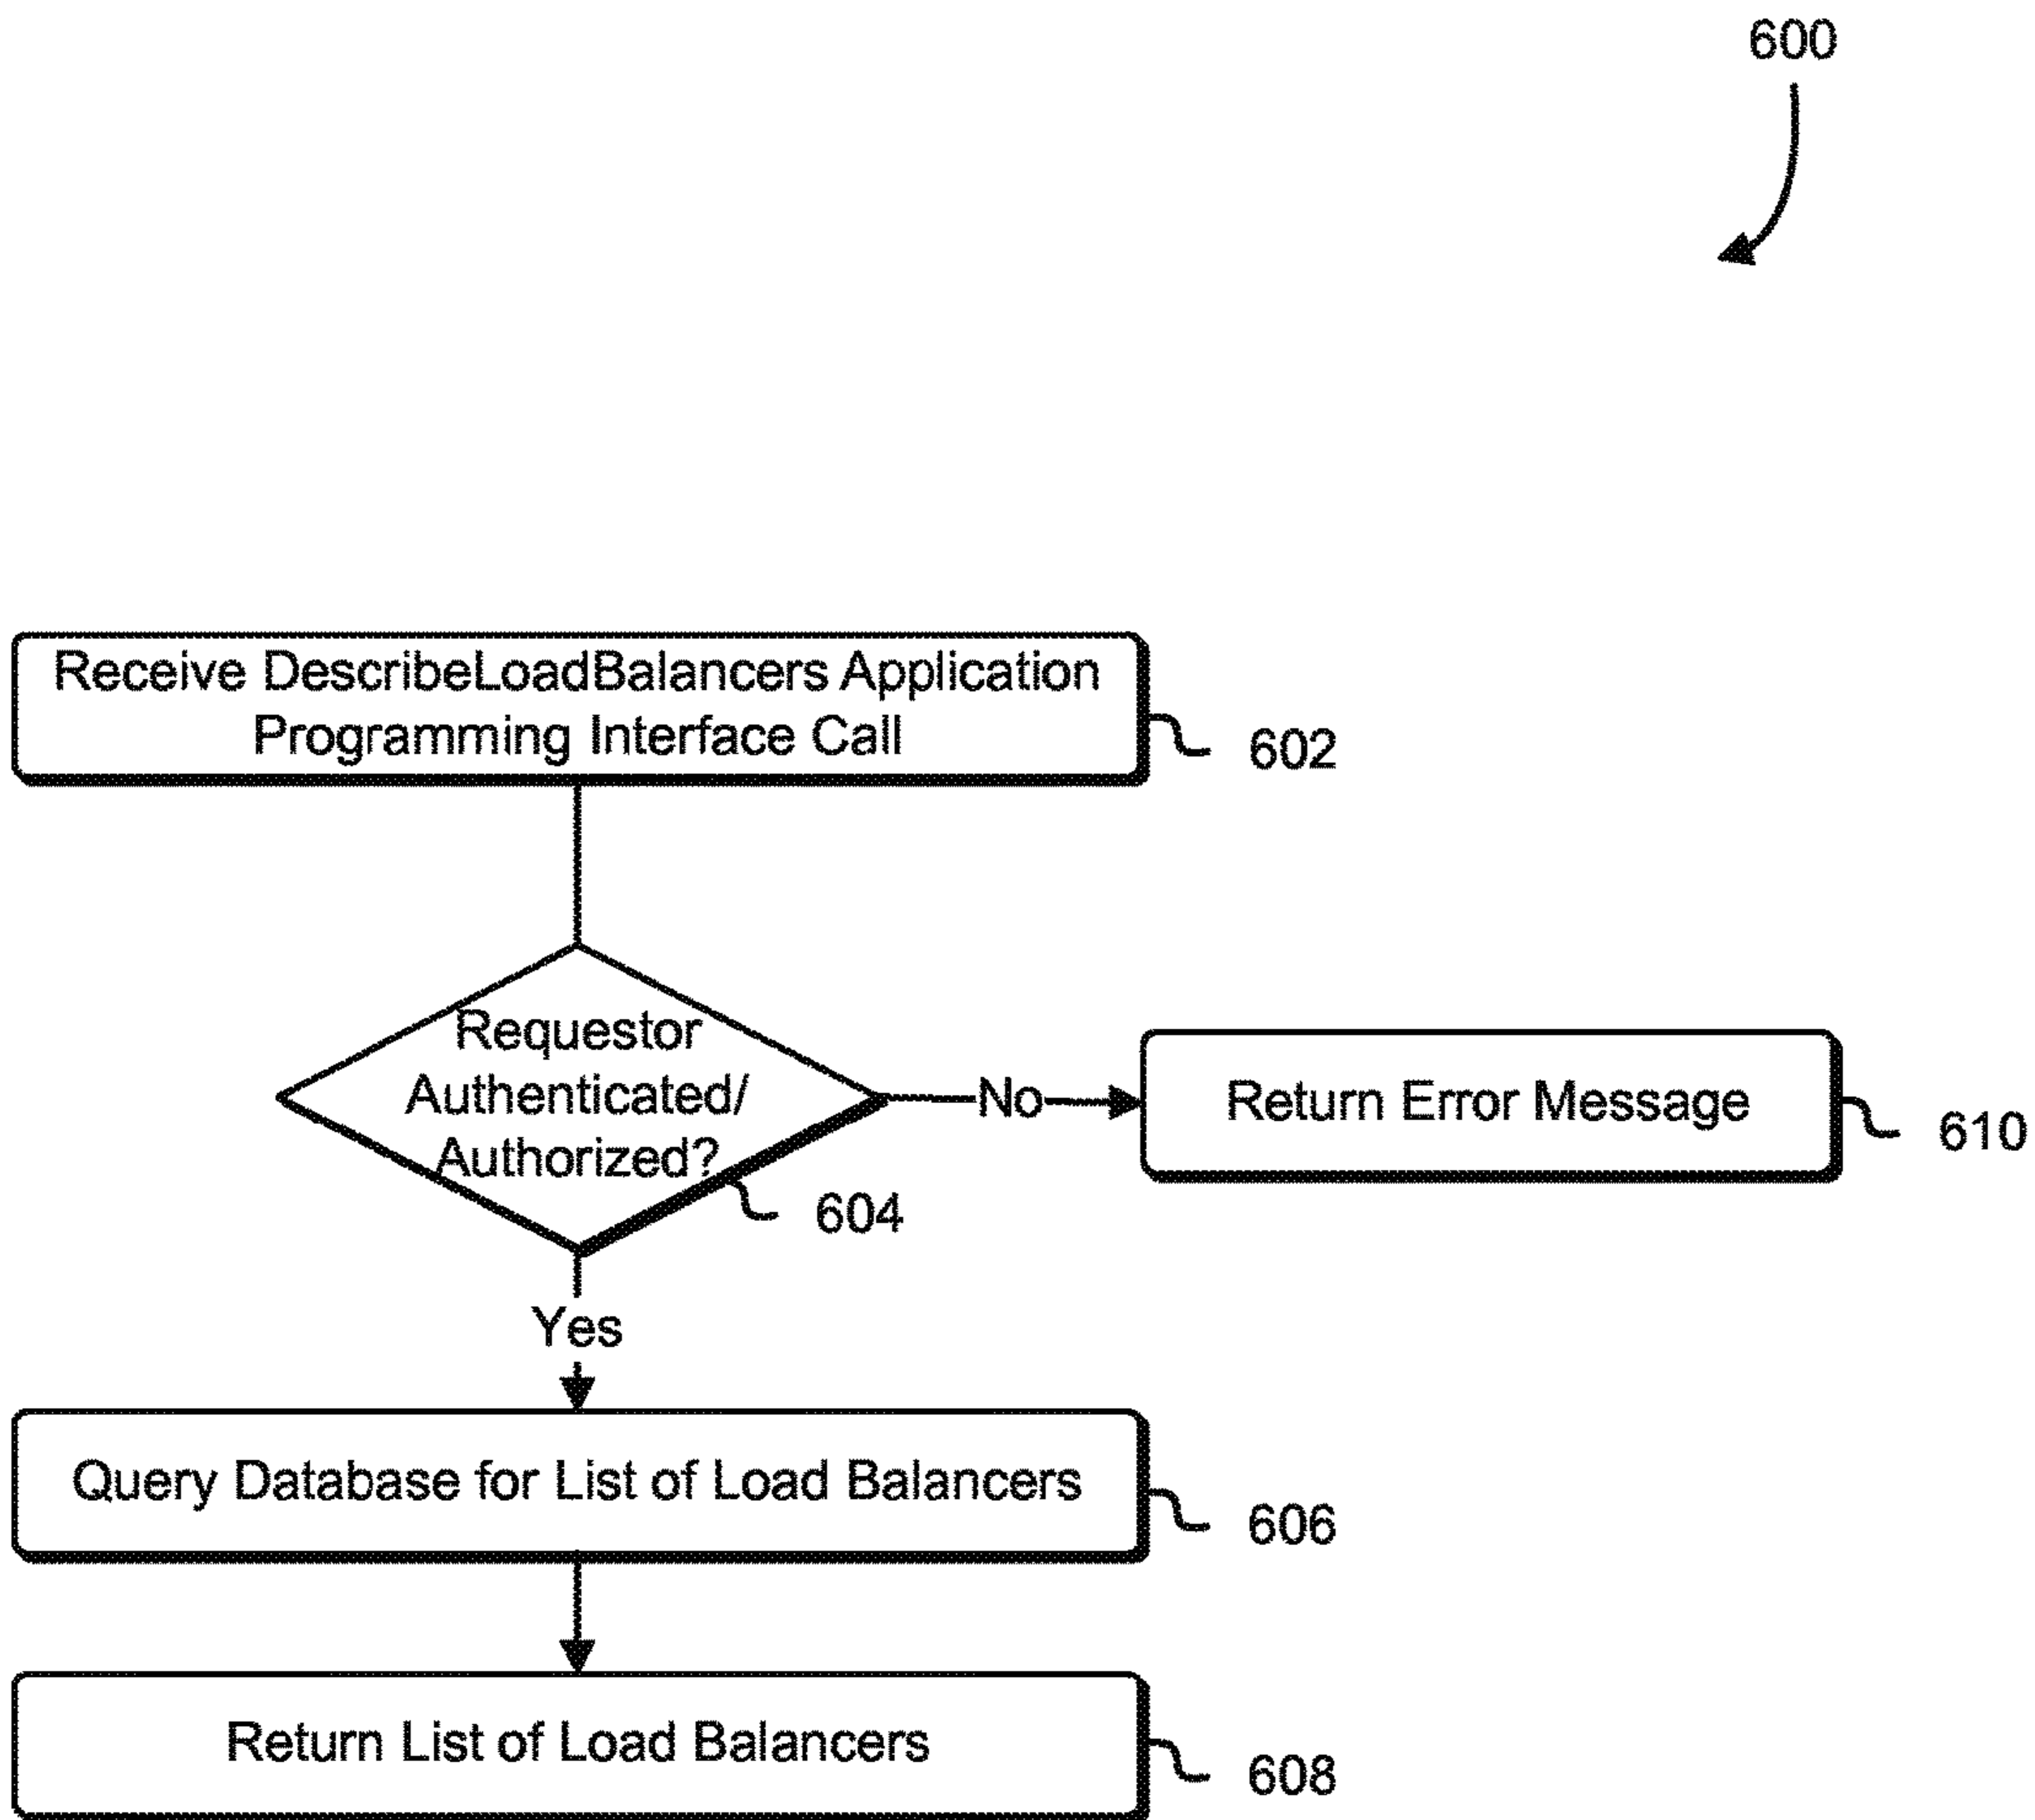 600
Receive DescribeLoadBalancers Application
Programming Interface Call
602
Requestor
Authenticated/
Authorized?
604
No
Return Error Message
610
Yes
Query Database for List of Load Balancers
606
Return List of Load Balancers
608